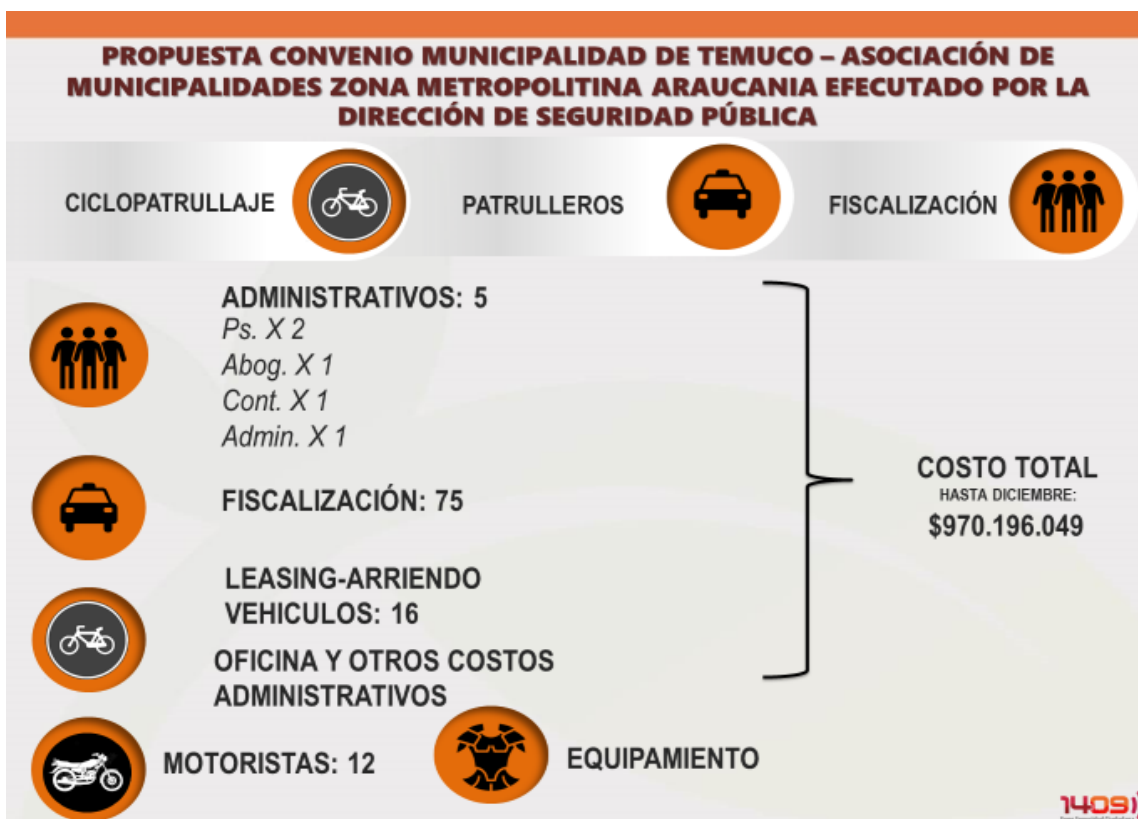 PROPUESTA CONVENIO MUNICIPALIDAD DE TEMUCO – ASOCIACIÓN DE
MUNICIPALIDADES ZONA METROPOLITINA ARAUCANIA EFECUTADO POR LA
DIRECCIÓN DE SEGURIDAD PÚBLICA
CICLOPATRULLAJE
PATRULLEROS
FISCALIZACIÓN
ADMINISTRATIVOS: 5
Ps. X 2
Abog. X 1
Cont. X 1
Admin. X 1
FISCALIZACIÓN: 75
LEASING-ARRIENDO
VEHICULOS: 16
OFICINA Y OTROS COSTOS
ADMINISTRATIVOS
COSTO TOTAL
HASTA DICIEMBRE:
$970.196.049
MOTORISTAS: 12
EQUIPAMIENTO
1409